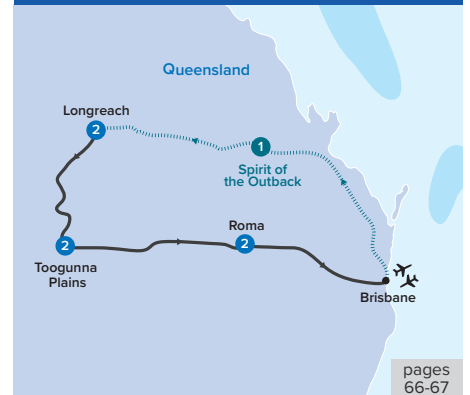 Queensland
Longreach
2
1
Spirit of
the Outback
Roma
2
2
Toogunna
Plains
Brisbane
pages
66-67